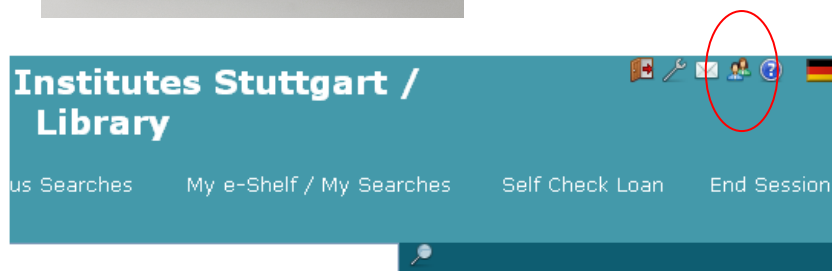 Institutes Stuttgart /
Library
us Searches My e-Shelf / My Searches Self Check Loan End Session